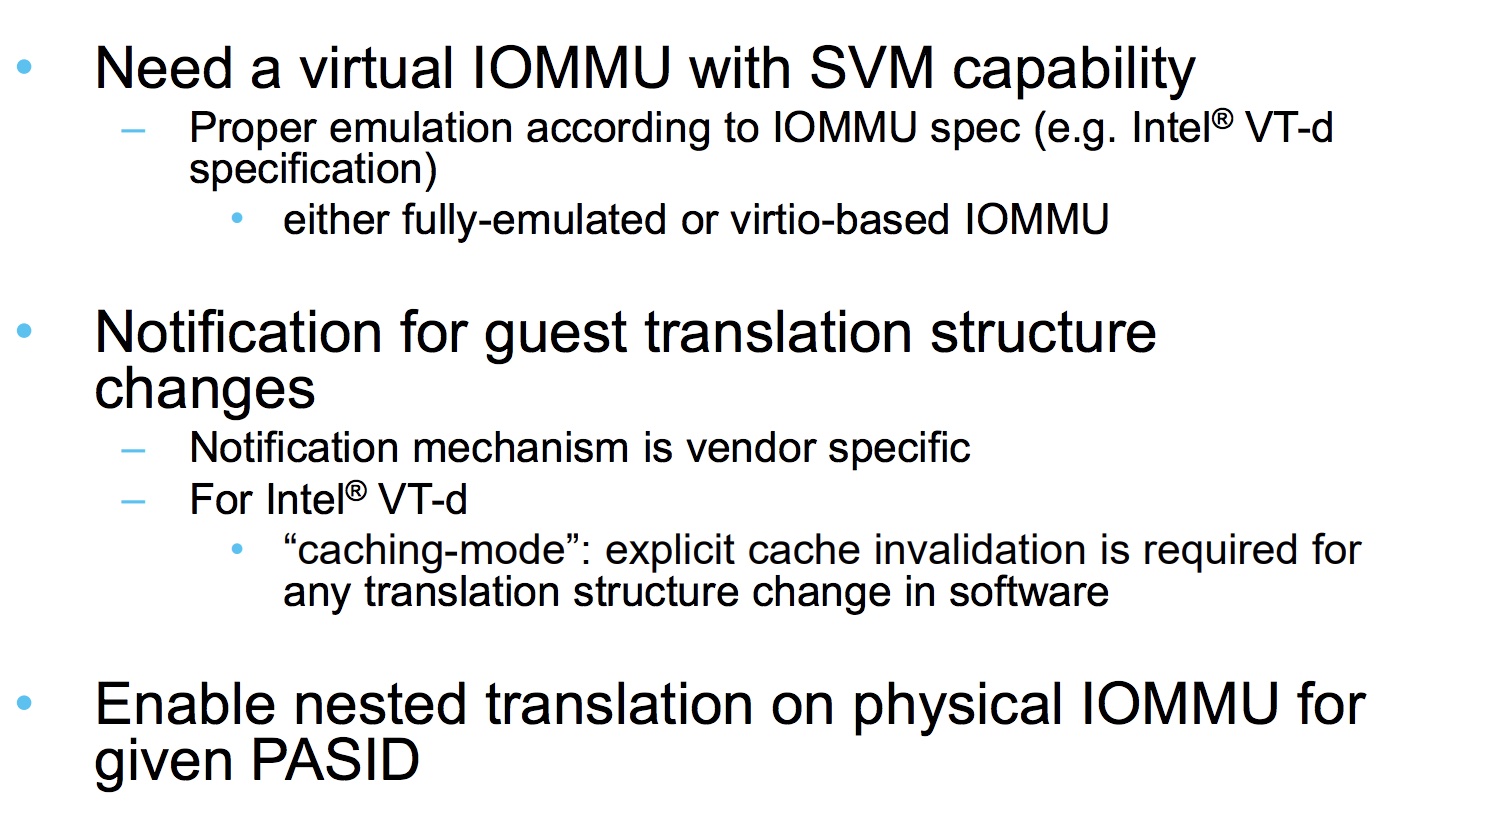 • Need a virtual IOMMU with SVM capability
– Proper emulation according to IOMMU spec (e.g. Intel® VT-d
specification)
• either fully-emulated or virtio-based IOMMU
• Notification for guest translation structure
changes
– Notification mechanism is vendor specific
– For Intel® VT-d
• “caching-mode”: explicit cache invalidation is required for
any translation structure change in software
• Enable nested translation on physical IOMMU for
given PASID